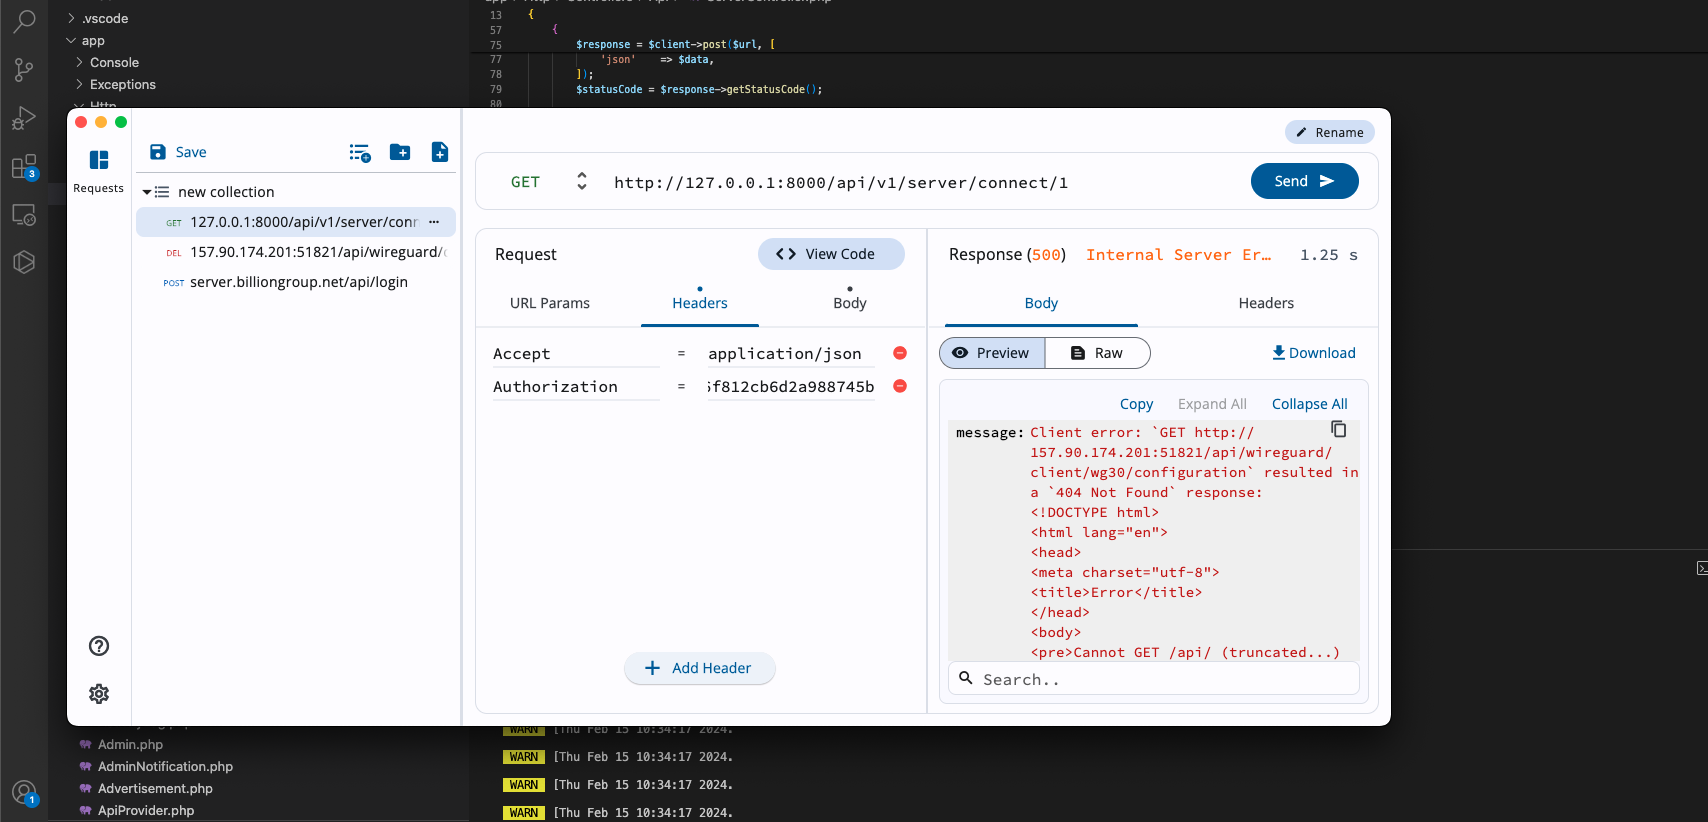 .vscode
app
Console
Exceptions
Http
13 {
57 {
75 $response = $client->post($url, [
77 'json' => $data,
78 ]);
79 $statusCode = $response->getStatusCode();
80
3
Requests
Save
new collection
GET 127.0.0.1:8000/api/v1/server/conn
DEL 157.90.174.201:51821/api/wireguard/
POST server.billiongroup.net/api/login
Rename
GET http://127.0.0.1:8000/api/v1/server/connect/1 Send
Request View Code
URL Params Headers Body
Accept = application/json
Authorization = f812cb6d2a988745b
Add Header
Response (500) Internal Server Er… 1.25 s
Body Headers
Preview Raw Download
Copy Expand All Collapse All
message: Client error: `GET http://
157.90.174.201:51821/api/wireguard/
client/wg30/configuration` resulted in
a `404 Not Found` response:
<!DOCTYPE html>
<html lang="en">
<head>
<meta charset="utf-8">
<title>Error</title>
</head>
<body>
<pre>Cannot GET /api/ (truncated...)
Search..
Admin.php
AdminNotification.php
Advertisement.php
ApiProvider.php
1
WARN [Thu Feb 15 10:34:17 2024.
WARN [Thu Feb 15 10:34:17 2024.
WARN [Thu Feb 15 10:34:17 2024.
WARN [Thu Feb 15 10:34:17 2024.